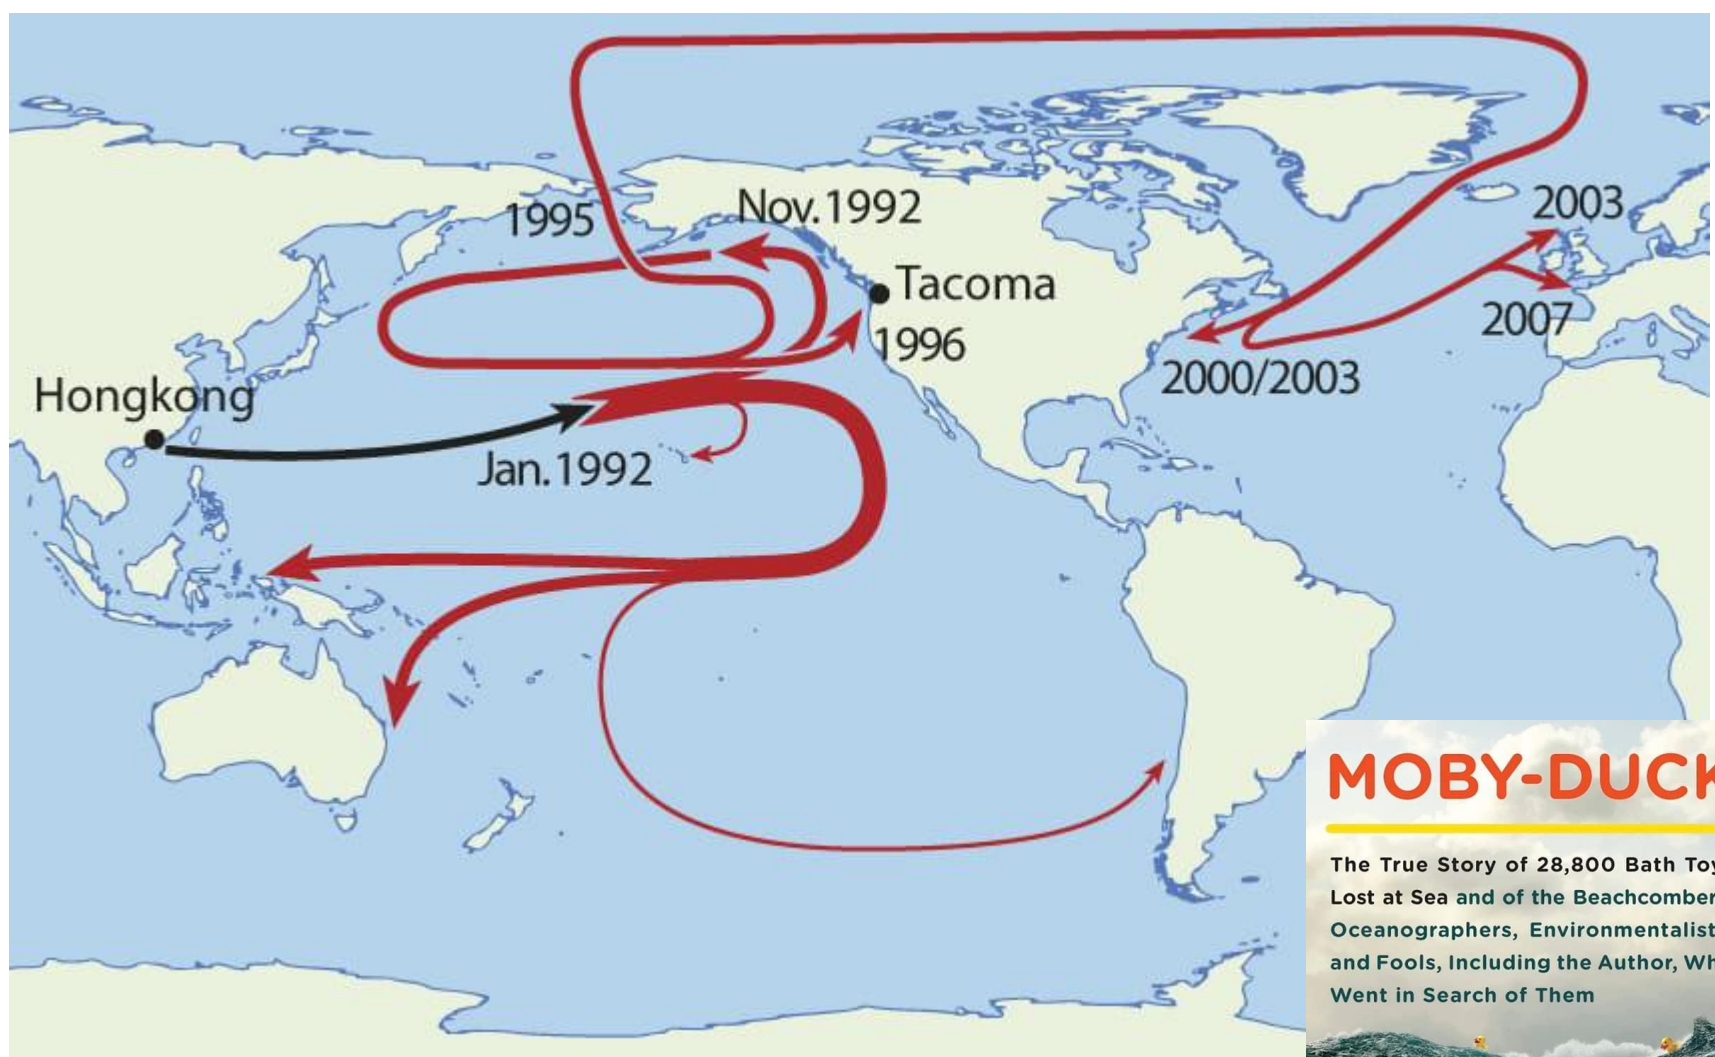 1995
Nov. 1992
2003
Tacoma
2007
1996
2000/2003
Hongkong
Jan. 1992
MOBY-DUCK
The True Story of 28,800 Bath Toy
Lost at Sea and of the Beachcomber
Oceanographers, Environmentalist
and Fools, Including the Author, Wh
Went in Search of Them